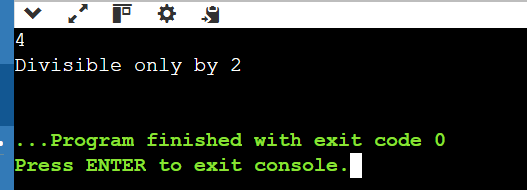 4
Divisible only by 2
...Program finished with exit code 0
Press ENTER to exit console.